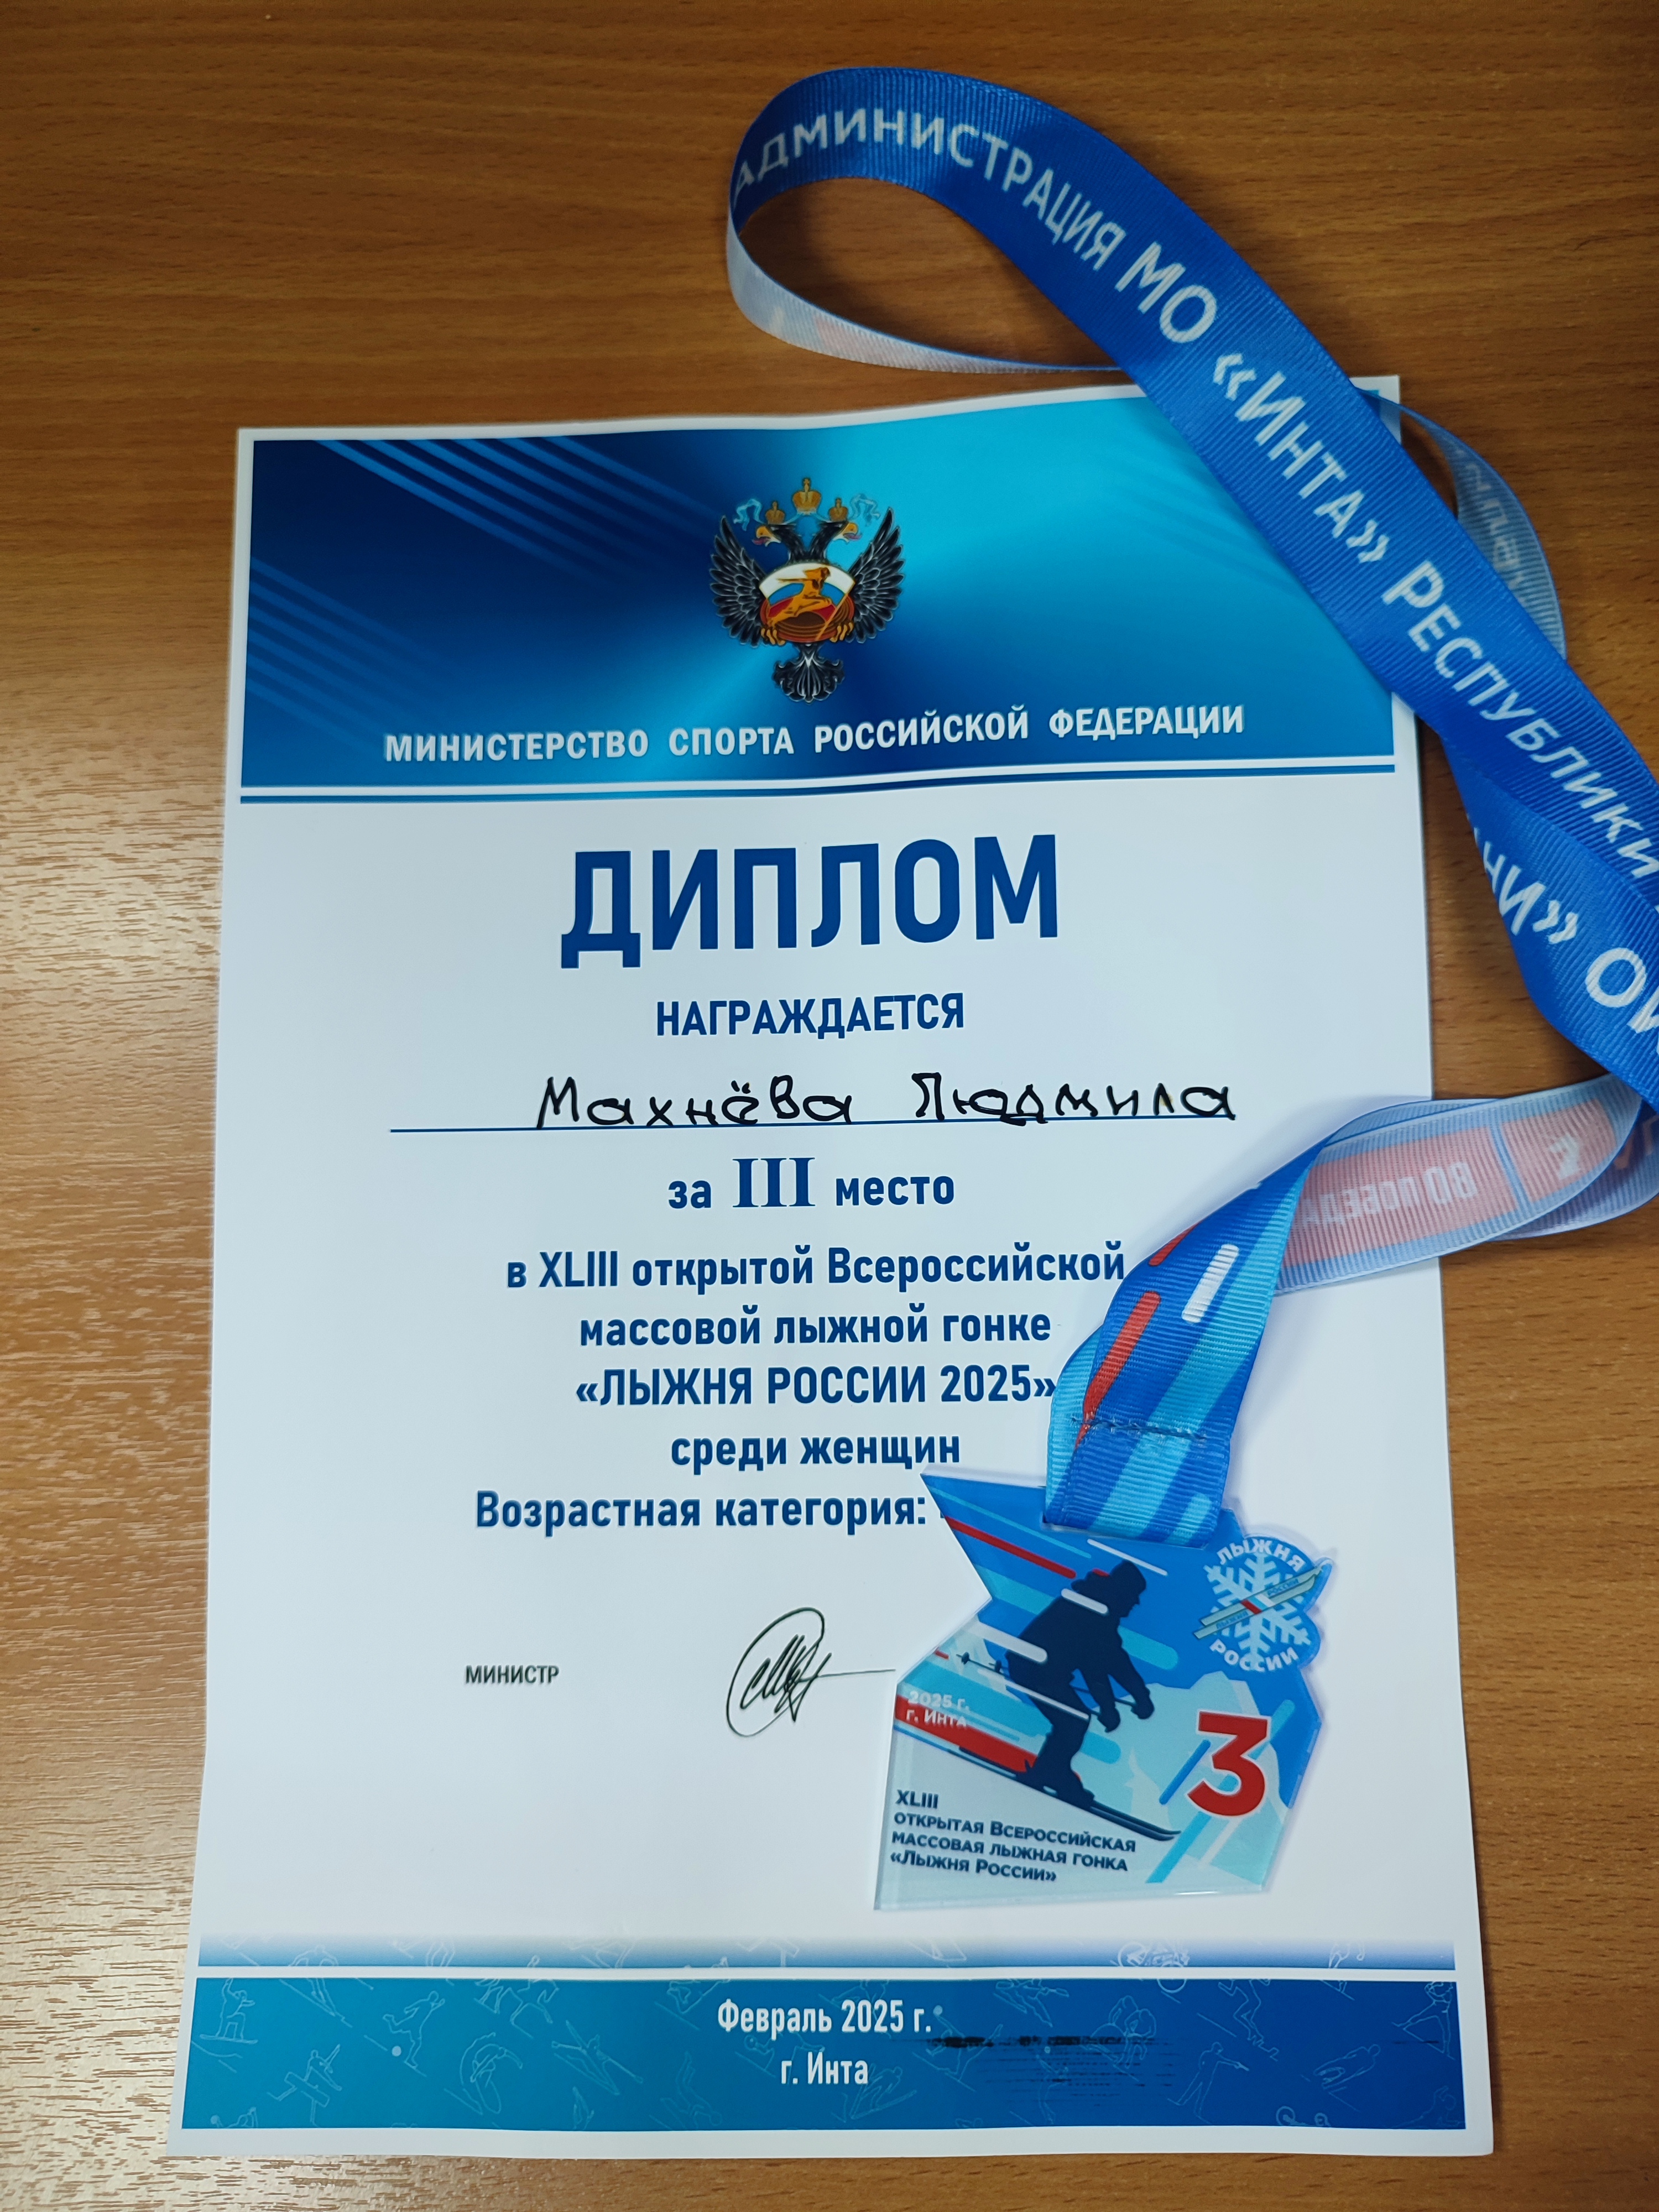 АДМИНИСТРАЦИЯ МО «ИНТА» РЕСПУБЛИКИ
МИНИСТЕРСТВО СПОРТА РОССИЙСКОЙ ФЕДЕРАЦИИ
ДИПЛОМ
НАГРАЖДАЕТСЯ
Махнёва Людмила
за III место
в XLIII открытой Всероссийской
массовой лыжной гонке
«ЛЫЖНЯ РОССИИ 2025»
среди женщин
Возрастная категория:
МИНИСТР
ЛЫЖНЯ
РОССИИ
2025 г.
г. Инта
3
XLIII
ОТКРЫТАЯ ВСЕРОССИЙСКАЯ
МАССОВАЯ ЛЫЖНАЯ ГОНКА
«ЛЫЖНЯ РОССИИ»
Февраль 2025 г.
г. Инта